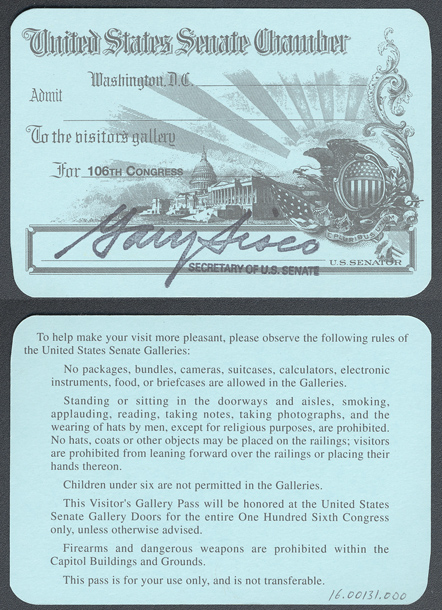 United States Senate Chamber
Washington, D.C.
Admit
To the visitor's gallery
For 106TH CONGRESS
PLURIBUS
Gary Sisco
U.S. SENATOR
SECRETARY OF U.S. SENATE
To help make your visit more pleasant, please observe the following rules of
the United States Senate Galleries:
No packages, bundles, cameras, suitcases, calculators, electronic
instruments, food, or briefcases are allowed in the Galleries.
Standing or sitting in the doorways and aisles, smoking,
applauding, reading, taking notes, taking photographs, and the
wearing of hats by men, except for religious purposes, are prohibited.
No hats, coats or other objects may be placed on the railings; visitors
are prohibited from leaning forward over the railings or placing their
hands thereon.
Children under six are not permitted in the Galleries.
This Visitor's Gallery Pass will be honored at the United States
Senate Gallery Doors for the entire One Hundred Sixth Congress
only, unless otherwise advised.
Firearms and dangerous weapons are prohibited within the
Capitol Buildings and Grounds.
This pass is for your use only, and is not transferable.
16.00131.000